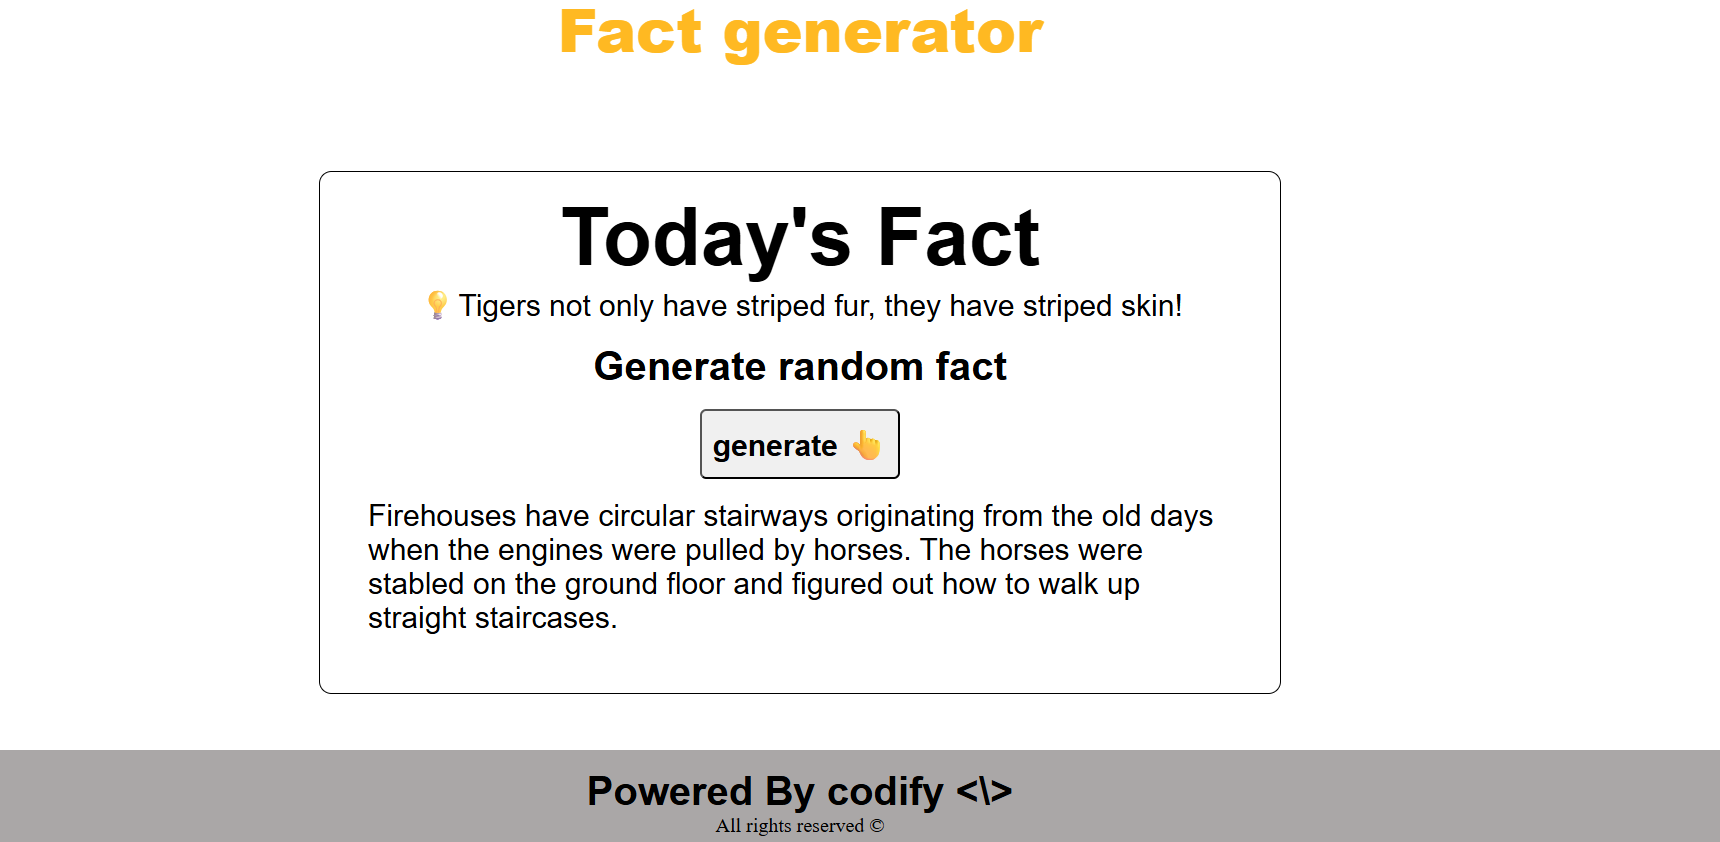 Fact generator
Today's Fact
💡 Tigers not only have striped fur, they have striped skin!
Generate random fact
generate 👆
Firehouses have circular stairways originating from the old days
when the engines were pulled by horses. The horses were
stabled on the ground floor and figured out how to walk up
straight staircases.
Powered By codify <\>
All rights reserved ©